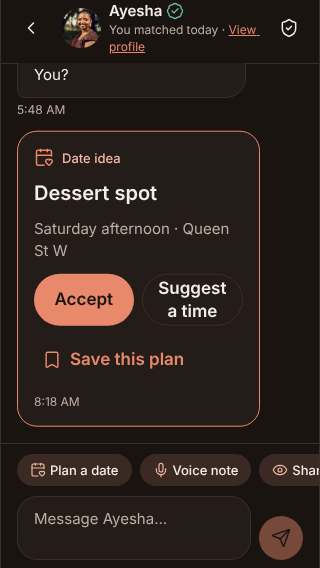 Ayesha
You matched today · View
profile
You?
5:48 AM
Date idea
Dessert spot
Saturday afternoon · Queen
St W
Accept
Suggest
a time
Save this plan
8:18 AM
Plan a date
Voice note
Message Ayesha...